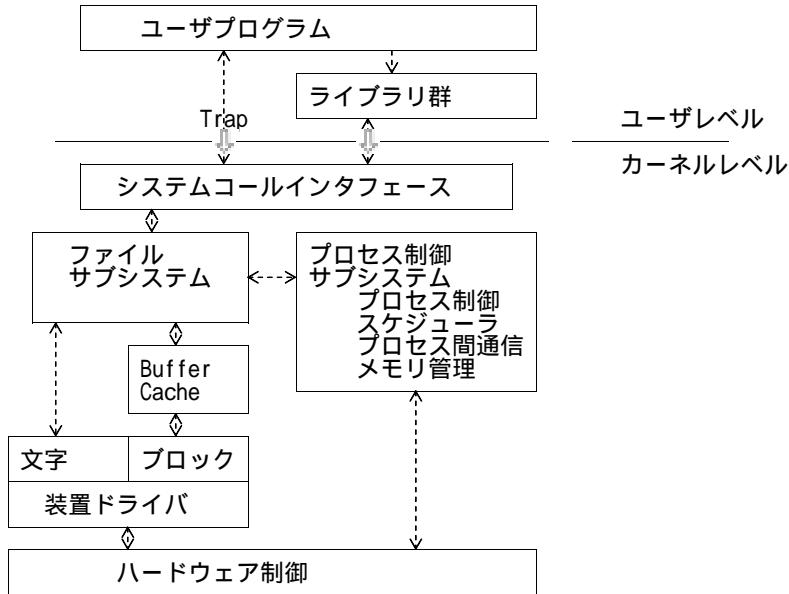 ユーザプログラム
ライブラリ群
Trap
ユーザレベル
カーネルレベル
システムコールインタフェース
ファイル
サブシステム
プロセス制御
サブシステム
プロセス制御
スケジューラ
プロセス間通信
メモリ管理
Buffer
Cache
文字
ブロック
装置ドライバ
ハードウェア制御